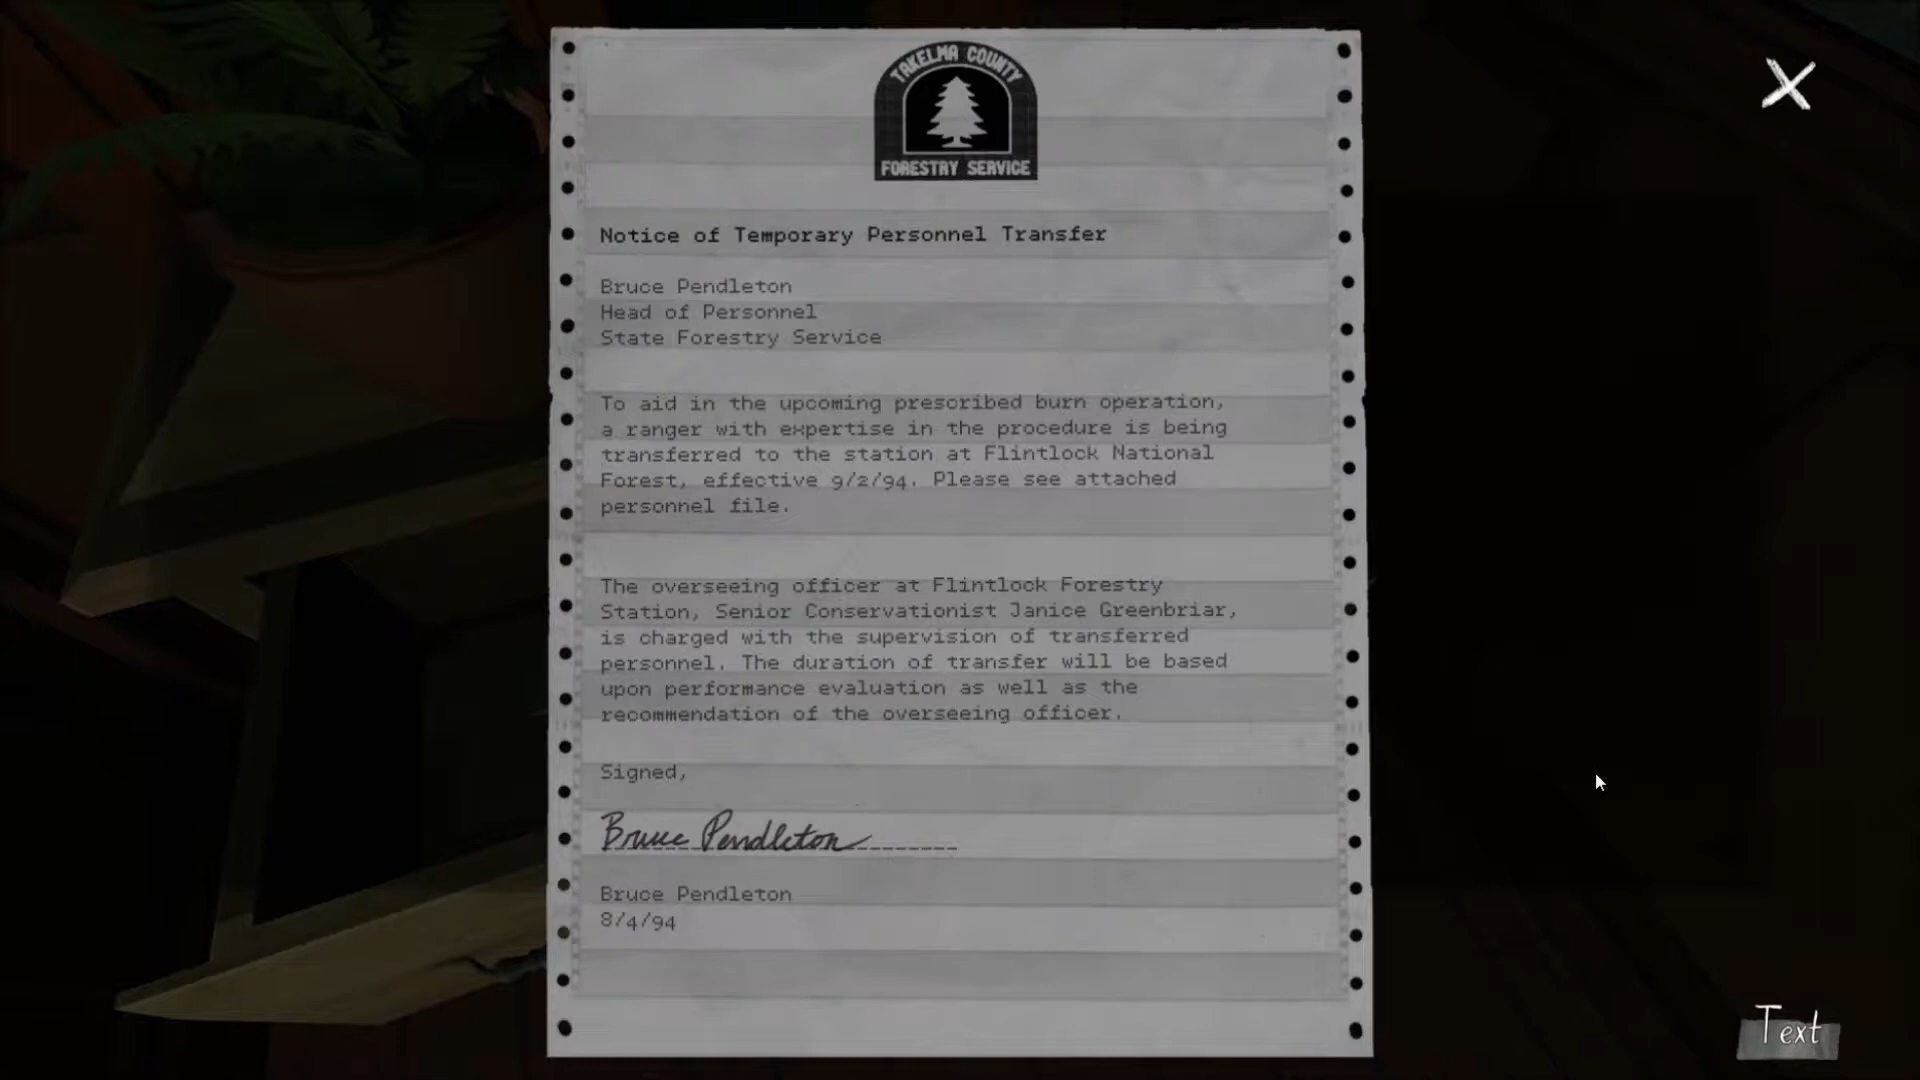 TAKELMA COUNTY
FORESTRY SERVICE
Notice of Temporary Personnel Transfer
Bruce Pendleton
Head of Personnel
State Forestry Service
To aid in the upcoming prescribed burn operation,
a ranger with expertise in the procedure is being
transferred to the station at Flintlock National
Forest, effective 9/2/94. Please see attached
personnel file.
The overseeing officer at Flintlock Forestry
Station, Senior Conservationist Janice Greenbriar,
is charged with the supervision of transferred
personnel. The duration of transfer will be based
upon performance evaluation as well as the
recommendation of the overseeing officer.
Signed,
Bruce Pendleton
Bruce Pendleton
8/4/94
Text